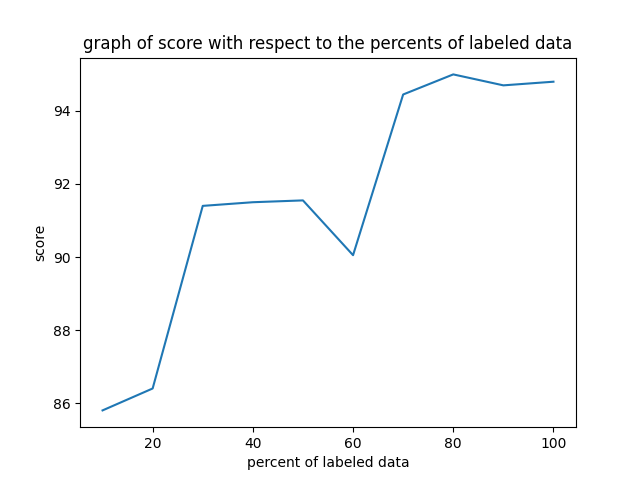 graph of score with respect to the percents of labeled data
94
92
90
88
86
score
20 40 60 80 100
percent of labeled data